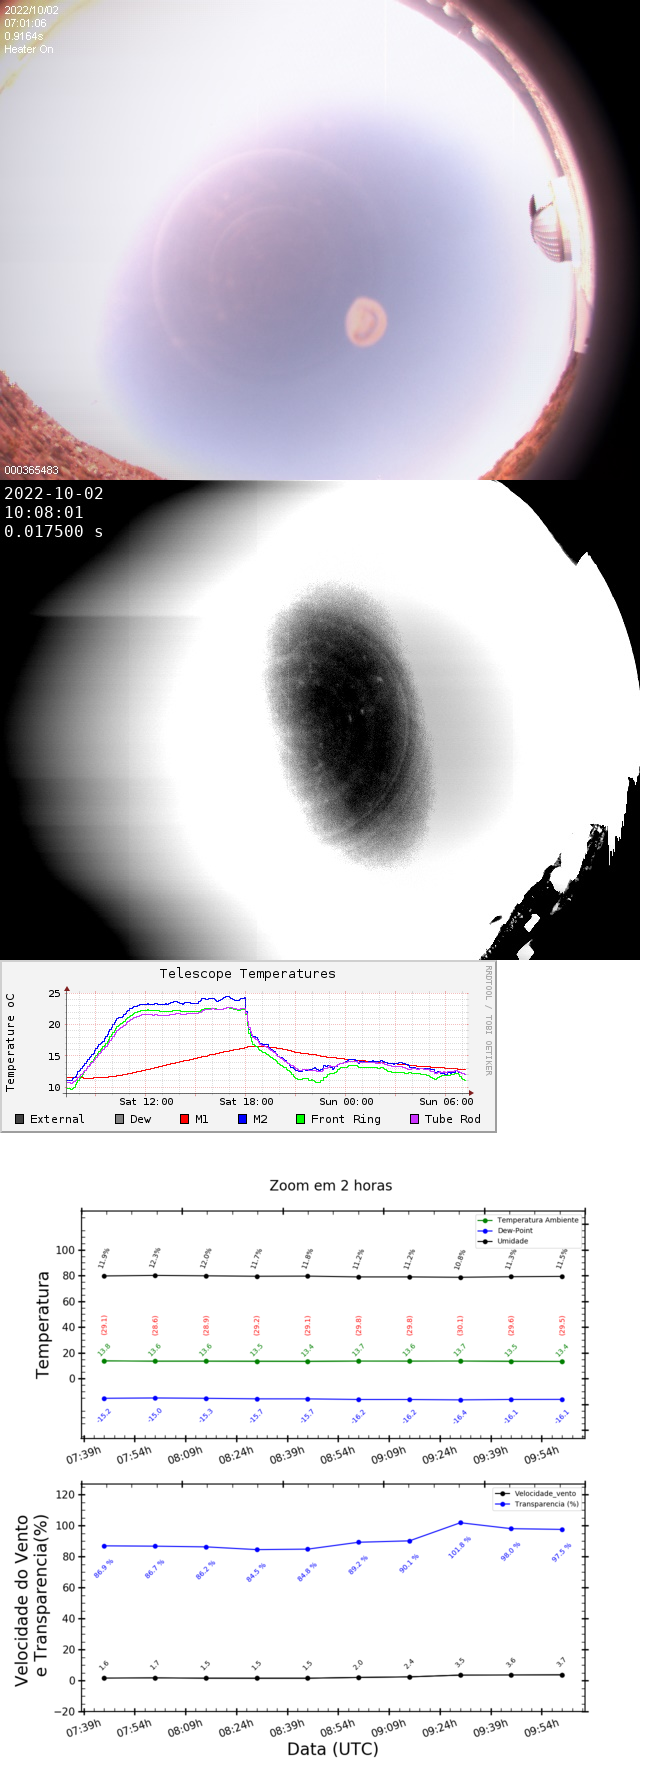 2022/10/02
07:01:06
0.9164s
Heater On
000365483
2022-10-02
10:08:01
0.017500 s
Telescope Temperatures
RRDTOOL / TOBI OETIKER
Temperature oC
25
20
15
10
Sat 12:00 Sat 18:00 Sun 00:00 Sun 06:00
External Dew M1 M2 Front Ring Tube Rod
Zoom em 2 horas
Temperatura Ambiente
Dew-Point
Umidade
Temperatura
100
80
60
40
20
0
11.9% 12.3% 12.0% 11.7% 11.8% 11.2% 11.2% 10.8% 11.3% 11.5%
(29.1) (28.6) (28.9) (29.2) (29.1) (29.8) (29.8) (30.1) (29.6) (29.5)
13.8 13.6 13.6 13.5 13.4 13.7 13.6 13.7 13.5 13.4
-15.2 -15.0 -15.3 -15.7 -15.7 -16.2 -16.2 -16.4 -16.1 -16.1
07:39h 07:54h 08:09h 08:24h 08:39h 08:54h 09:09h 09:24h 09:39h 09:54h
Velocidade_vento
Transparencia (%)
Velocidade do Vento
e Transparencia(%)
120
100
80
60
40
20
0
−20
86.9 % 86.7 % 86.2 % 84.5 % 84.8 % 89.2 % 90.1 % 101.8 % 98.0 % 97.5 %
1.6 1.7 1.5 1.5 1.5 2.0 2.4 3.5 3.6 3.7
07:39h 07:54h 08:09h 08:24h 08:39h 08:54h 09:09h 09:24h 09:39h 09:54h
Data (UTC)